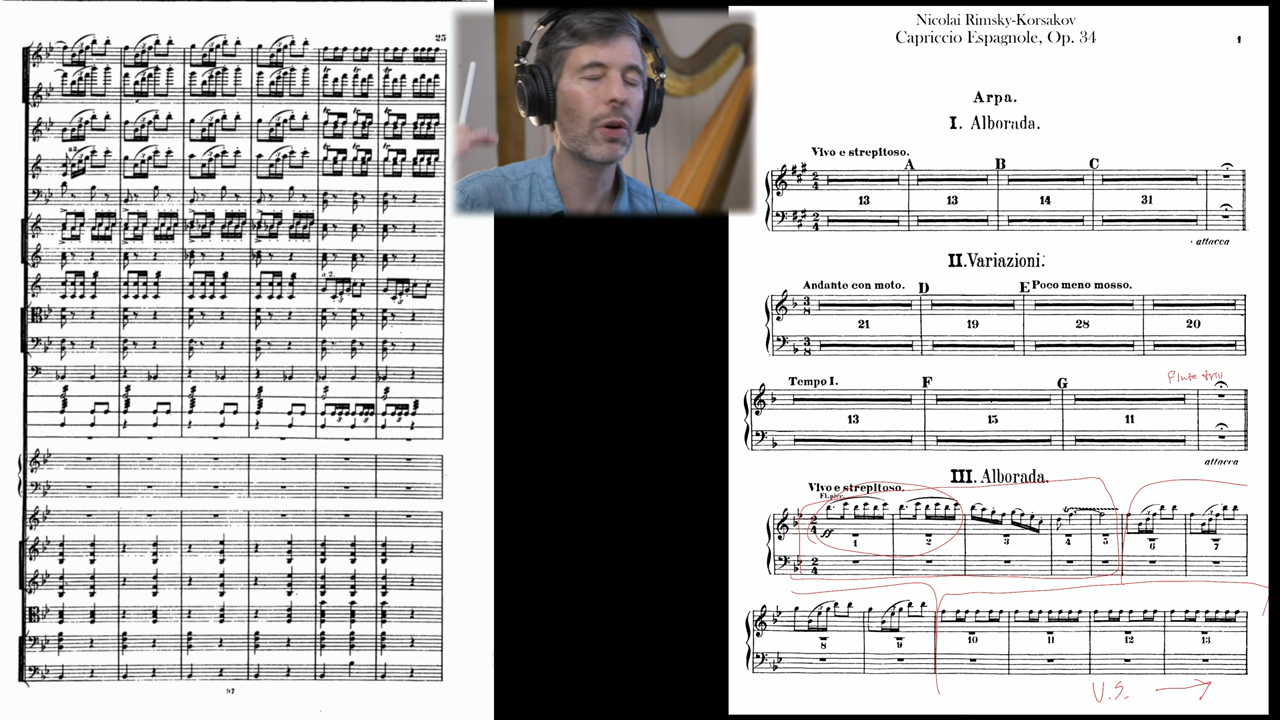 25
a 2.
a 2.
97
Nicolai Rimsky-Korsakov
Capriccio Espagnole, Op. 34
1
Arpa.
I. Alborada.
Vivo e strepitoso.
A B C
13 13 14 31
attacca
II. Variazioni.
Andante con moto. D E Poco meno mosso.
21 19 28 20
Tempo I. F G Flute
13 15 11
attacca
III. Alborada.
Vivo e strepitoso.
Fl. picc.
ff
1 2 3 4 5 6 7
8 9 10 11 12 13
V.S.